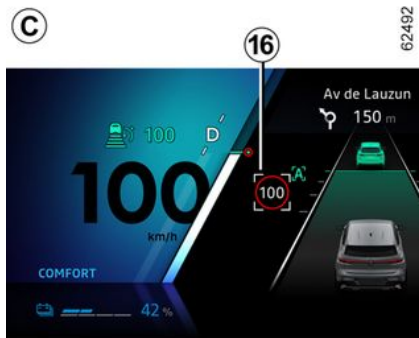 C
16
62492
Av de Lauzun
150 m
100
D
100
km/h
100
A
COMFORT
42 %